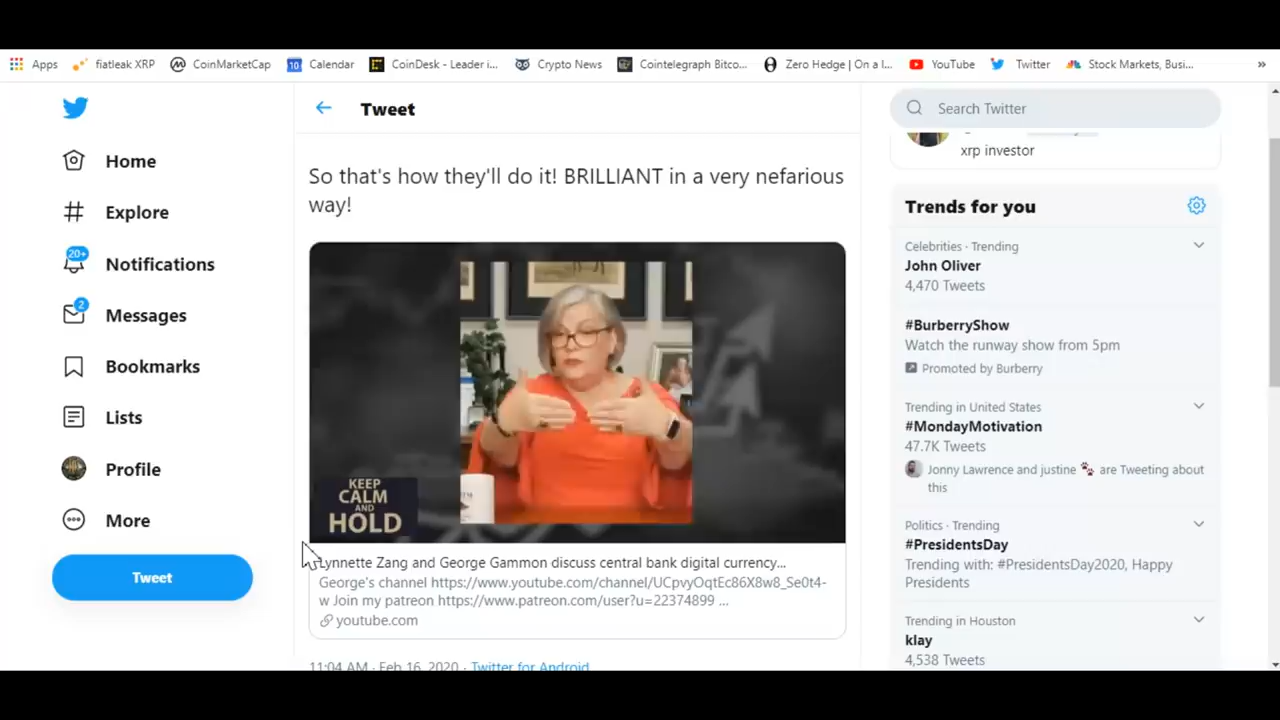 Apps
fiatleak XRP
CoinMarketCap
Calendar
CoinDesk - Leader i...
Crypto News
Cointelegraph Bitco...
Zero Hedge | On a l...
YouTube
Twitter
Stock Markets, Busi...
»
Home
Explore
20+
Notifications
2
Messages
Bookmarks
Lists
Profile
More
Tweet
Tweet
So that's how they'll do it! BRILLIANT in a very nefarious
way!
KEEP
CALM
AND
HOLD
Lynnette Zang and George Gammon discuss central bank digital currency...
George's channel https://www.youtube.com/channel/UCpvyOqtEc86X8w8_Se0t4-
w Join my patreon https://www.patreon.com/user?u=22374899 ...
youtube.com
11:04 AM · Feb 16, 2020 · Twitter for Android
Search Twitter
xrp investor
Trends for you
Celebrities · Trending
John Oliver
4,470 Tweets
#BurberryShow
Watch the runway show from 5pm
Promoted by Burberry
Trending in United States
#MondayMotivation
47.7K Tweets
Jonny Lawrence and justine 🐾 are Tweeting about
this
Politics · Trending
#PresidentsDay
Trending with: #PresidentsDay2020, Happy
Presidents
Trending in Houston
klay
4,538 Tweets